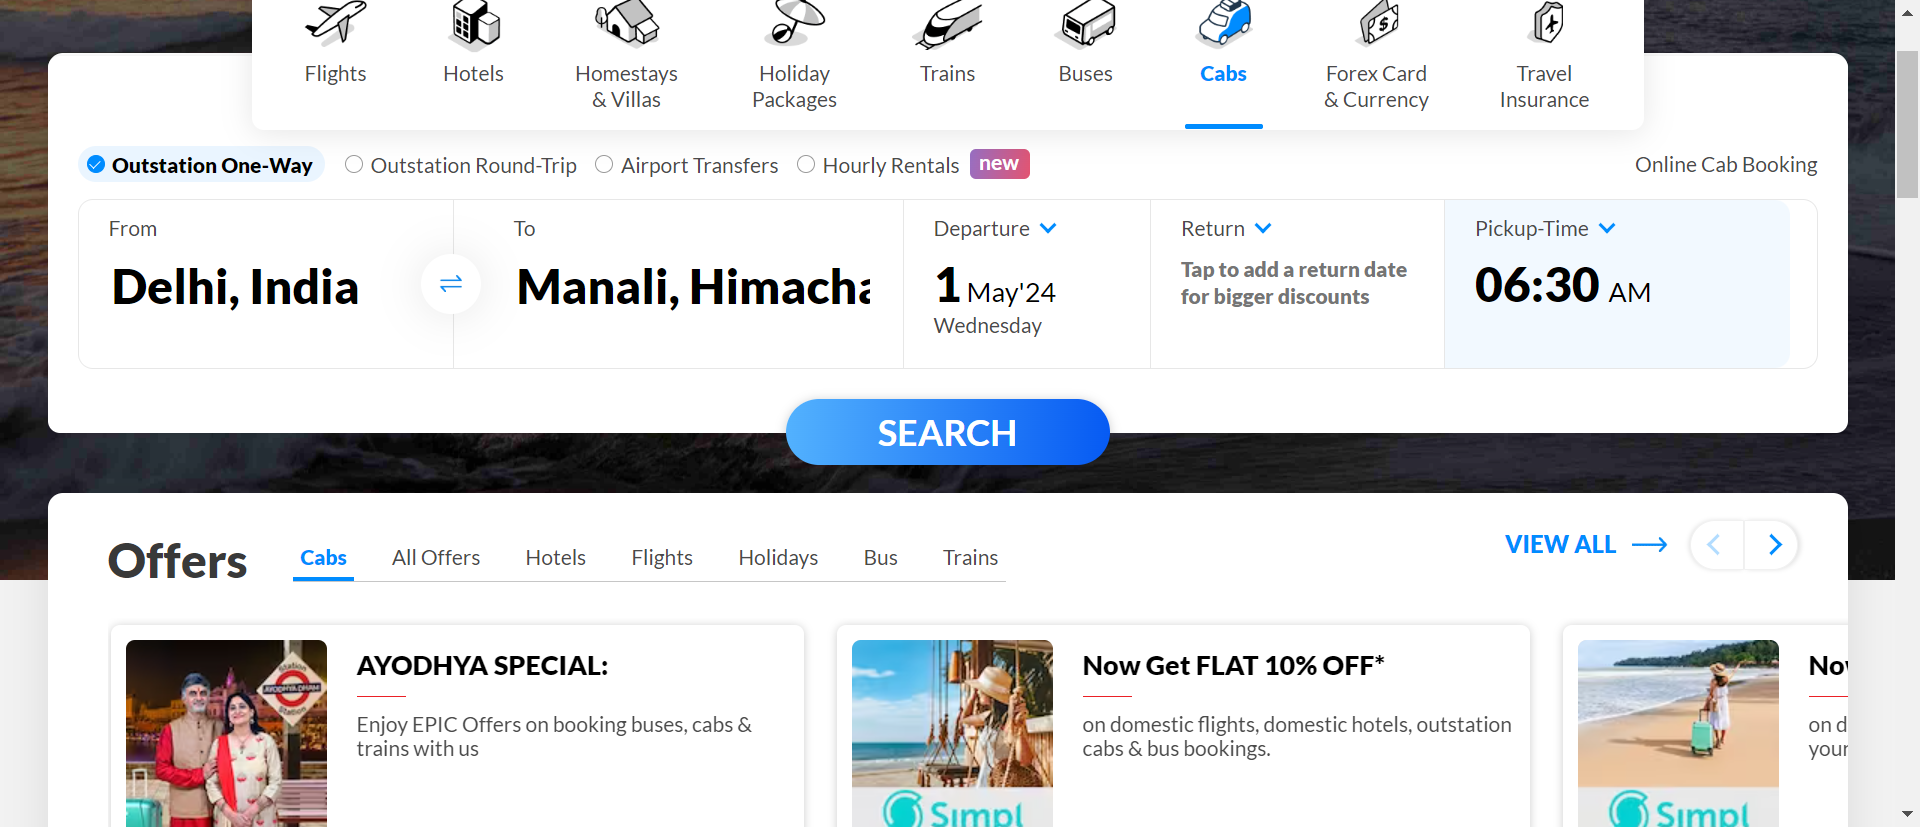 Flights
Hotels
Homestays
& Villas
Holiday
Packages
Trains
Buses
Cabs
Forex Card
& Currency
Travel
Insurance
Outstation One-Way
Outstation Round-Trip
Airport Transfers
Hourly Rentals
new
Online Cab Booking
From
Delhi, India
To
Manali, Himacha
Departure
1 May'24
Wednesday
Return
Tap to add a return date
for bigger discounts
Pickup-Time
06:30 AM
SEARCH
Offers
Cabs
All Offers
Hotels
Flights
Holidays
Bus
Trains
VIEW ALL
Station
AYODHYA DHAM
Station
AYODHYA SPECIAL:
Enjoy EPIC Offers on booking buses, cabs &
trains with us
Simpl
Now Get FLAT 10% OFF*
on domestic flights, domestic hotels, outstation
cabs & bus bookings.
Simpl
No
on d
your